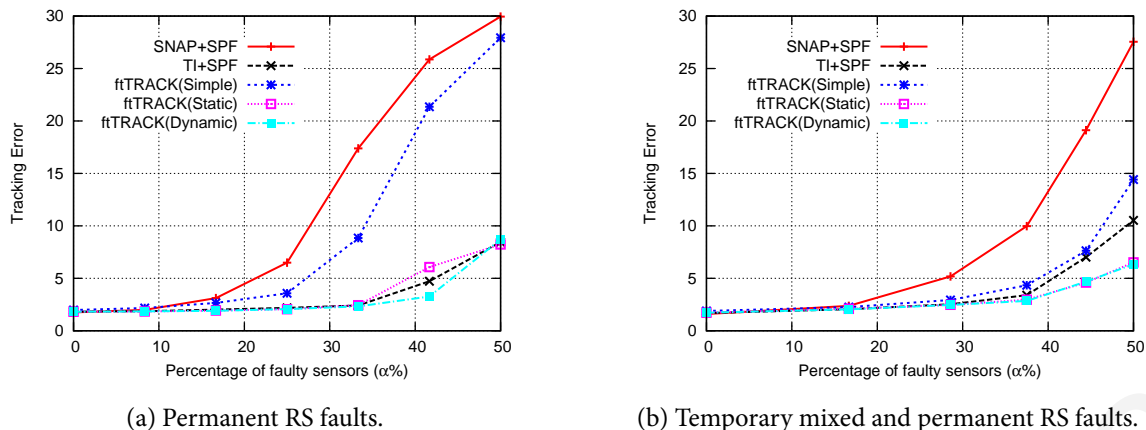 30
25
20
15
10
5
0
Tracking Error
SNAP+SPF
TI+SPF
ftTRACK(Simple)
ftTRACK(Static)
ftTRACK(Dynamic)
0 10 20 30 40 50
Percentage of faulty sensors (α%)
(a) Permanent RS faults.
30
25
20
15
10
5
0
Tracking Error
SNAP+SPF
TI+SPF
ftTRACK(Simple)
ftTRACK(Static)
ftTRACK(Dynamic)
0 10 20 30 40 50
Percentage of faulty sensors (α%)
(b) Temporary mixed and permanent RS faults.